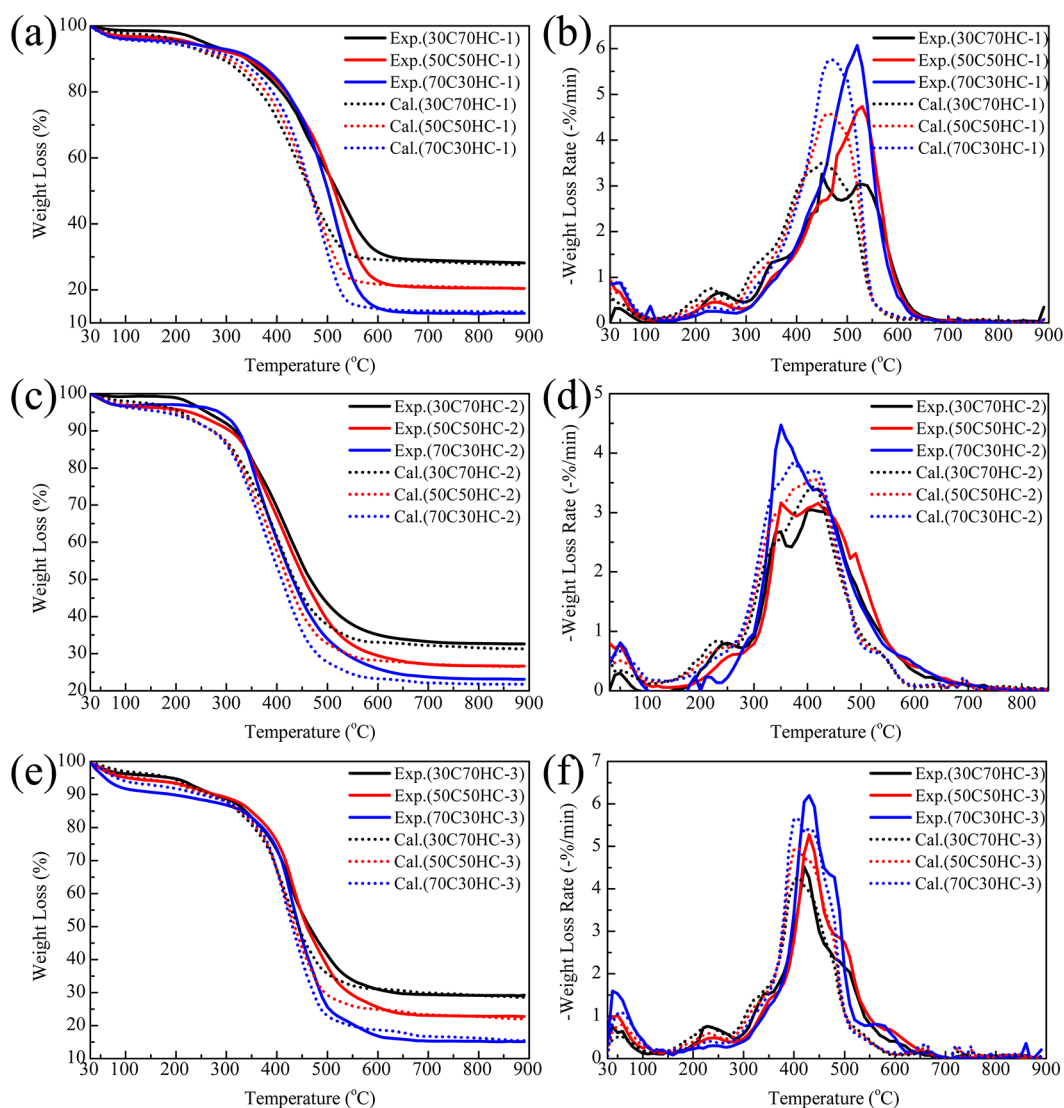 (a)
100
80
60
40
20
10
Weight Loss (%)
Exp.(30C70HC-1)
Exp.(50C50HC-1)
Exp.(70C30HC-1)
Cal.(30C70HC-1)
Cal.(50C50HC-1)
Cal.(70C30HC-1)
30 100 200 300 400 500 600 700 800 900
Temperature (°C)
(b)
6
5
4
3
2
1
0
-Weight Loss Rate (-%/min)
Exp.(30C70HC-1)
Exp.(50C50HC-1)
Exp.(70C30HC-1)
Cal.(30C70HC-1)
Cal.(50C50HC-1)
Cal.(70C30HC-1)
30 100 200 300 400 500 600 700 800 900
Temperature (°C)
(c)
100
90
80
70
60
50
40
30
20
Weight Loss (%)
Exp.(30C70HC-2)
Exp.(50C50HC-2)
Exp.(70C30HC-2)
Cal.(30C70HC-2)
Cal.(50C50HC-2)
Cal.(70C30HC-2)
30 100 200 300 400 500 600 700 800 900
Temperature (°C)
(d)
5
4
3
2
1
0
-Weight Loss Rate (-%/min)
Exp.(30C70HC-2)
Exp.(50C50HC-2)
Exp.(70C30HC-2)
Cal.(30C70HC-2)
Cal.(50C50HC-2)
Cal.(70C30HC-2)
100 200 300 400 500 600 700 800
Temperature (°C)
(e)
100
90
80
70
60
50
40
30
20
10
Weight Loss (%)
Exp.(30C70HC-3)
Exp.(50C50HC-3)
Exp.(70C30HC-3)
Cal.(30C70HC-3)
Cal.(50C50HC-3)
Cal.(70C30HC-3)
30 100 200 300 400 500 600 700 800 900
Temperature (°C)
(f)
7
6
5
4
3
2
1
0
-Weight Loss Rate (-%/min)
Exp.(30C70HC-3)
Exp.(50C50HC-3)
Exp.(70C30HC-3)
Cal.(30C70HC-3)
Cal.(50C50HC-3)
Cal.(70C30HC-3)
30 100 200 300 400 500 600 700 800 900
Temperature (°C)